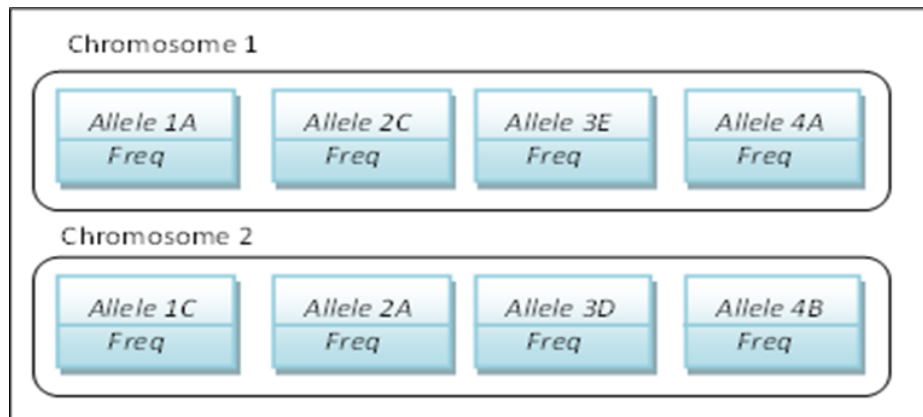 Chromosome 1
Allele 1A Allele 2C Allele 3E Allele 4A
Freq Freq Freq Freq
Chromosome 2
Allele 1C Allele 2A Allele 3D Allele 4B
Freq Freq Freq Freq